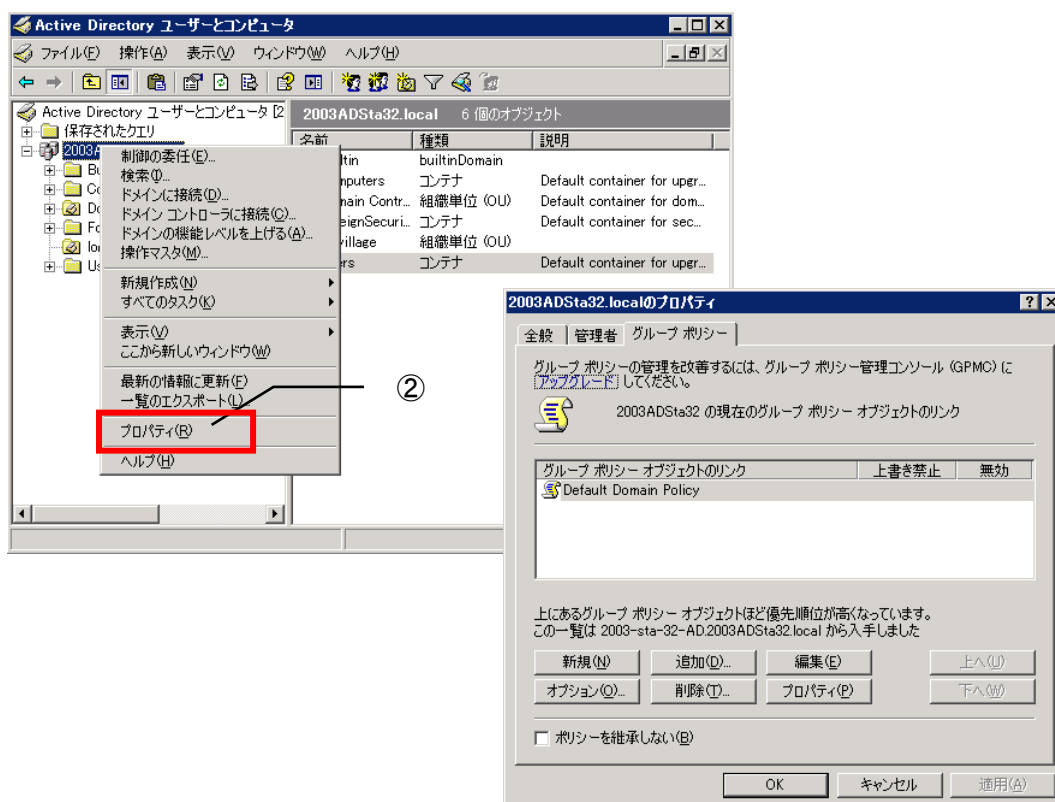 Active Directory ユーザーとコンピュータ
ファイル(F) 操作(A) 表示(V) ウィンドウ(W) ヘルプ(H)
Active Directory ユーザーとコンピュータ [2
保存されたクエリ
2003A
Bu
Co
Do
Fo
lo
Us
2003ADSta32.local 6 個のオブジェクト
名前 種類 説明
ltin builtinDomain
mputers コンテナ Default container for upgr...
main Contr... 組織単位 (OU) Default container for dom...
eignSecuri... コンテナ Default container for sec...
village 組織単位 (OU)
ers コンテナ Default container for upgr...
制御の委任(E)...
検索(I)...
ドメインに接続(D)...
ドメイン コントローラに接続(C)...
ドメインの機能レベルを上げる(A)...
操作マスタ(M)...
新規作成(N)
すべてのタスク(K)
表示(V)
ここから新しいウィンドウ(W)
最新の情報に更新(F)
一覧のエクスポート(L)...
プロパティ(R)
ヘルプ(H)
②
2003ADSta32.localのプロパティ
全般 管理者 グループ ポリシー
グループ ポリシーの管理を改善するには、グループ ポリシー管理コンソール (GPMC) に
アップグレード してください。
2003ADSta32 の現在のグループ ポリシー オブジェクトのリンク
グループ ポリシー オブジェクトのリンク 上書き禁止 無効
Default Domain Policy
上にあるグループ ポリシー オブジェクトほど優先順位が高くなっています。
この一覧は 2003-sta-32-AD.2003ADSta32.local から入手しました
新規(N) 追加(D)... 編集(E) 上へ(U)
オプション(O)... 削除(T)... プロパティ(P) 下へ(W)
ポリシーを継承しない(B)
OK キャンセル 適用(A)